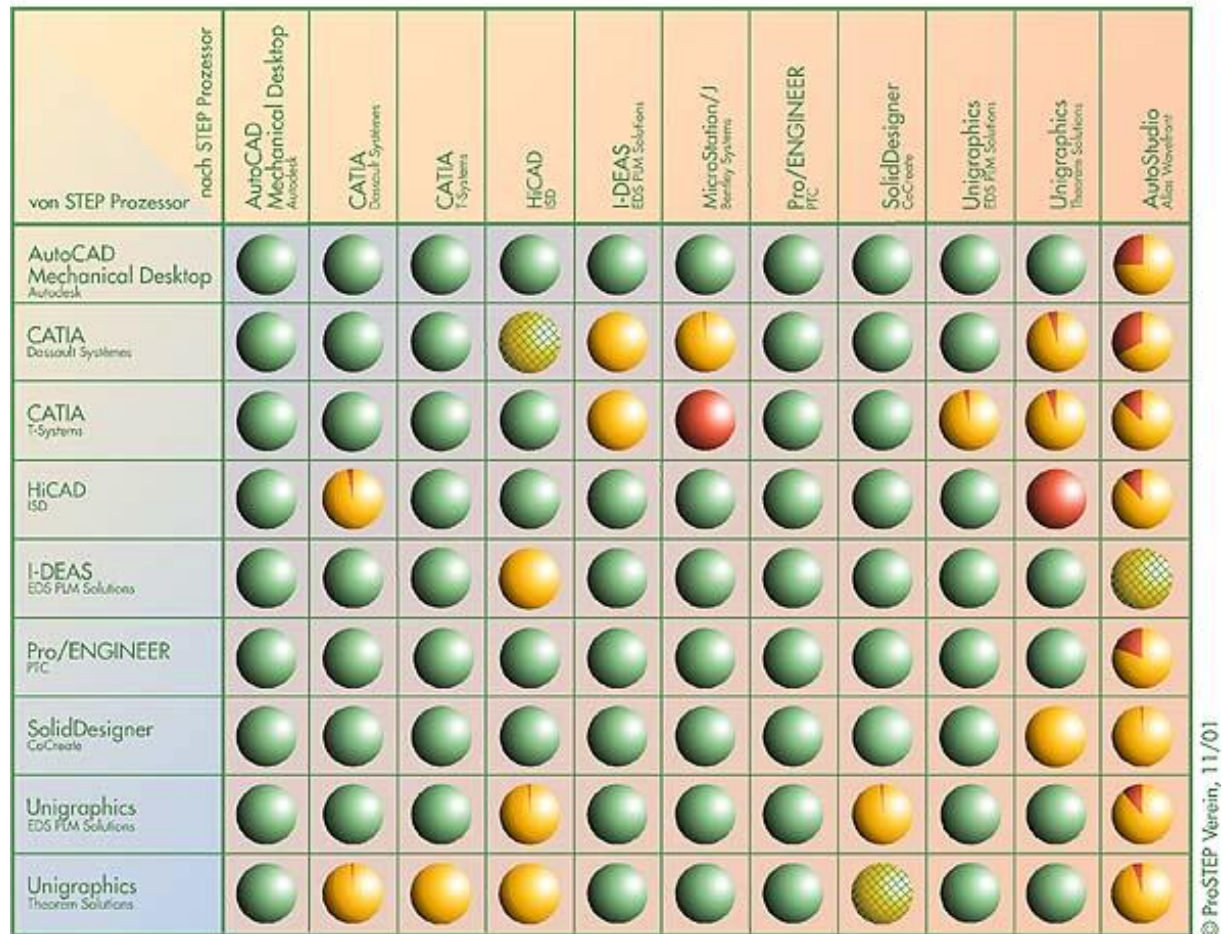 nach STEP Prozessor
von STEP Prozessor
AutoCAD
Mechanical Desktop
Autodesk
CATIA
Dassault Systèmes
CATIA
T-Systems
HiCAD
ISD
I-DEAS
EDS PLM Solutions
MicroStation/J
Bentley Systems
Pro/ENGINEER
PTC
SolidDesigner
CoCreate
Unigraphics
EDS PLM Solutions
Unigraphics
Theorem Solutions
AutoStudio
Alias Wavefront
AutoCAD
Mechanical Desktop
Autodesk
CATIA
Dassault Systèmes
CATIA
T-Systems
HiCAD
ISD
I-DEAS
EDS PLM Solutions
Pro/ENGINEER
PTC
SolidDesigner
CoCreate
Unigraphics
EDS PLM Solutions
Unigraphics
Theorem Solutions
© ProSTEP Verein, 11/01